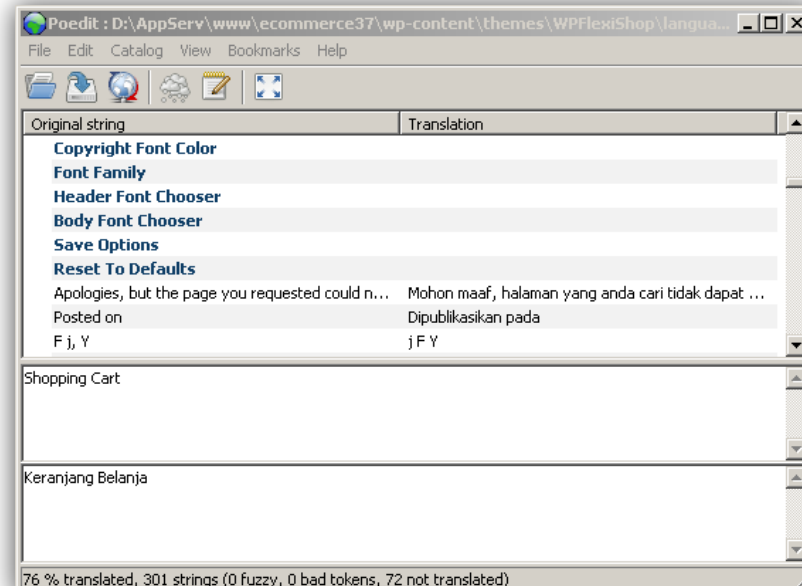 Poedit : D:\AppServ\www\ecommerce37\wp-content\themes\WPFlexiShop\langua...
File Edit Catalog View Bookmarks Help
Original string Translation
Copyright Font Color
Font Family
Header Font Chooser
Body Font Chooser
Save Options
Reset To Defaults
Apologies, but the page you requested could n... Mohon maaf, halaman yang anda cari tidak dapat ...
Posted on Dipublikasikan pada
F j, Y j F Y
Shopping Cart
Keranjang Belanja
76 % translated, 301 strings (0 fuzzy, 0 bad tokens, 72 not translated)